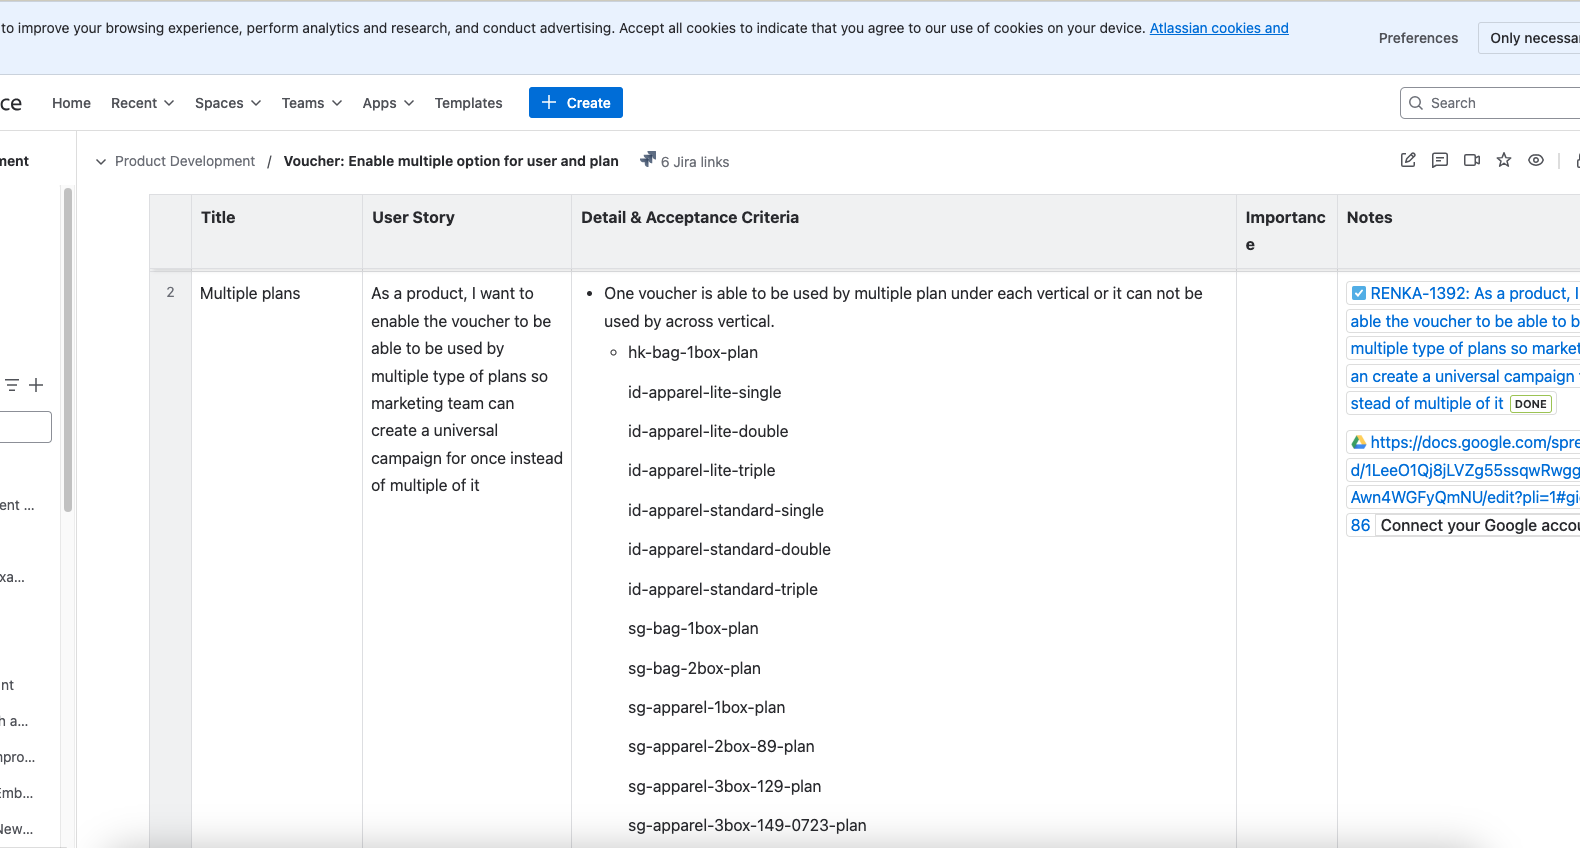 to improve your browsing experience, perform analytics and research, and conduct advertising. Accept all cookies to indicate that you agree to our use of cookies on your device. Atlassian cookies and
Preferences
Only necessa
ce
Home
Recent
Spaces
Teams
Apps
Templates
Create
Search
ment
Product Development / Voucher: Enable multiple option for user and plan
6 Jira links
Title
User Story
Detail & Acceptance Criteria
Importanc
e
Notes
2
Multiple plans
As a product, I want to
enable the voucher to be
able to be used by
multiple type of plans so
marketing team can
create a universal
campaign for once instead
of multiple of it
• One voucher is able to be used by multiple plan under each vertical or it can not be
used by across vertical.
hk-bag-1box-plan
id-apparel-lite-single
id-apparel-lite-double
id-apparel-lite-triple
id-apparel-standard-single
id-apparel-standard-double
id-apparel-standard-triple
sg-bag-1box-plan
sg-bag-2box-plan
sg-apparel-1box-plan
sg-apparel-2box-89-plan
sg-apparel-3box-129-plan
sg-apparel-3box-149-0723-plan
RENKA-1392: As a product, I
able the voucher to be able to b
multiple type of plans so market
an create a universal campaign
stead of multiple of it DONE
https://docs.google.com/spre
d/1LeeO1Qj8jLVZg55ssqwRwgg
Awn4WGFyQmNU/edit?pli=1#gi
86 Connect your Google accou
ent ...
xa...
nt
h a...
npro...
Emb...
New...